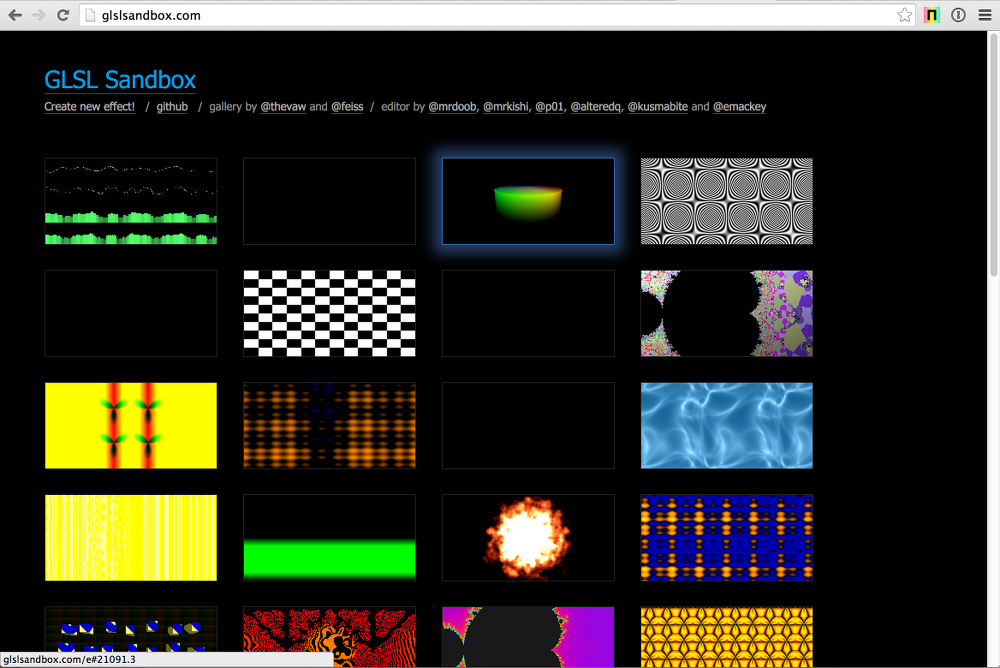 glslsandbox.com
GLSL Sandbox
Create new effect! / github / gallery by @thevaw and @feiss / editor by @mrdoob, @mrkishi, @p01, @alteredq, @kusmabite and @emackey
glslsandbox.com/e#21091.3